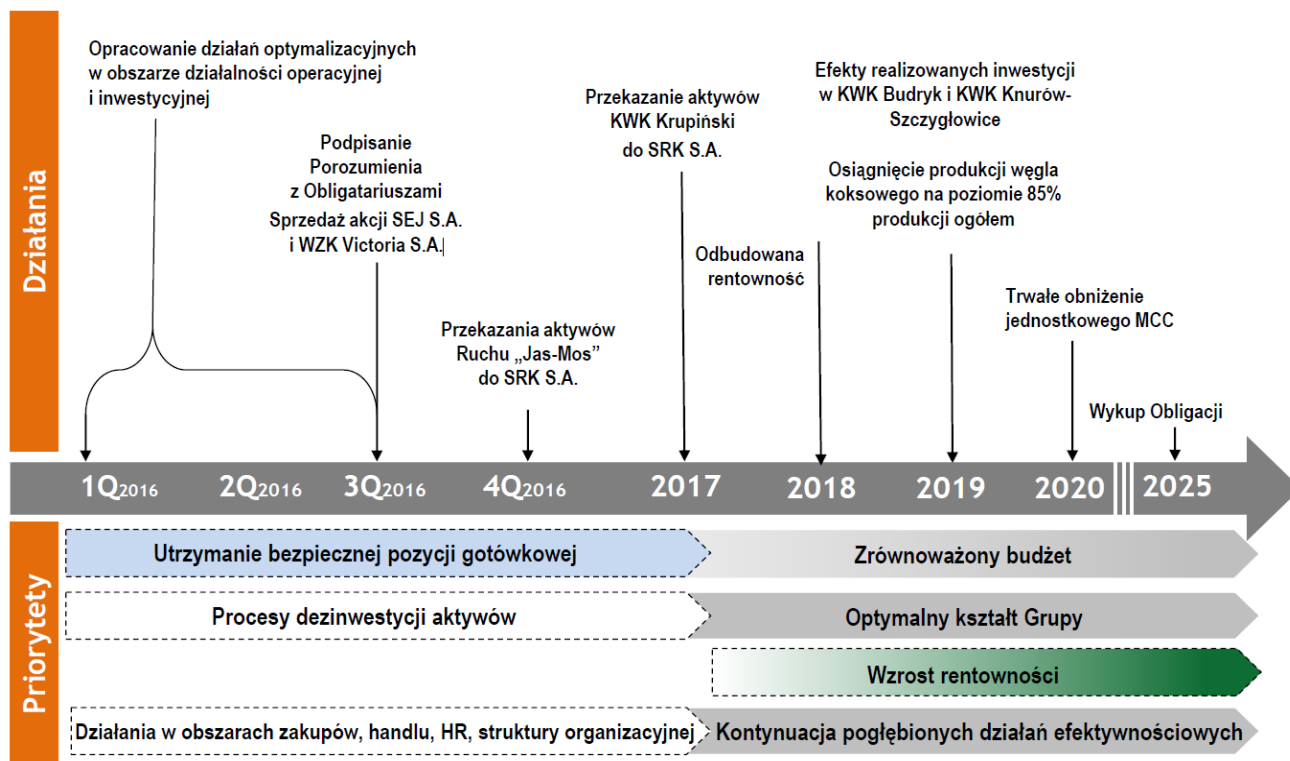 Działania
Opracowanie działań optymalizacyjnych
w obszarze działalności operacyjnej
i inwestycyjnej
Podpisanie
Porozumienia
z Obligatariuszami
Sprzedaż akcji SEJ S.A.
i WZK Victoria S.A.
Przekazania aktywów
Ruchu „Jas-Mos”
do SRK S.A.
Przekazanie aktywów
KWK Krupiński
do SRK S.A.
Odbudowana
rentowność
Efekty realizowanych inwestycji
w KWK Budryk i KWK Knurów-
Szczygłowice
Osiągnięcie produkcji węgla
koksowego na poziomie 85%
produkcji ogółem
Trwałe obniżenie
jednostkowego MCC
Wykup Obligacji
1Q2016 2Q2016 3Q2016 4Q2016 2017 2018 2019 2020 2025
Priorytety
Utrzymanie bezpiecznej pozycji gotówkowej
Zrównoważony budżet
Procesy dezinwestycji aktywów
Optymalny kształt Grupy
Wzrost rentowności
Działania w obszarach zakupów, handlu, HR, struktury organizacyjnej
Kontynuacja pogłębionych działań efektywnościowych